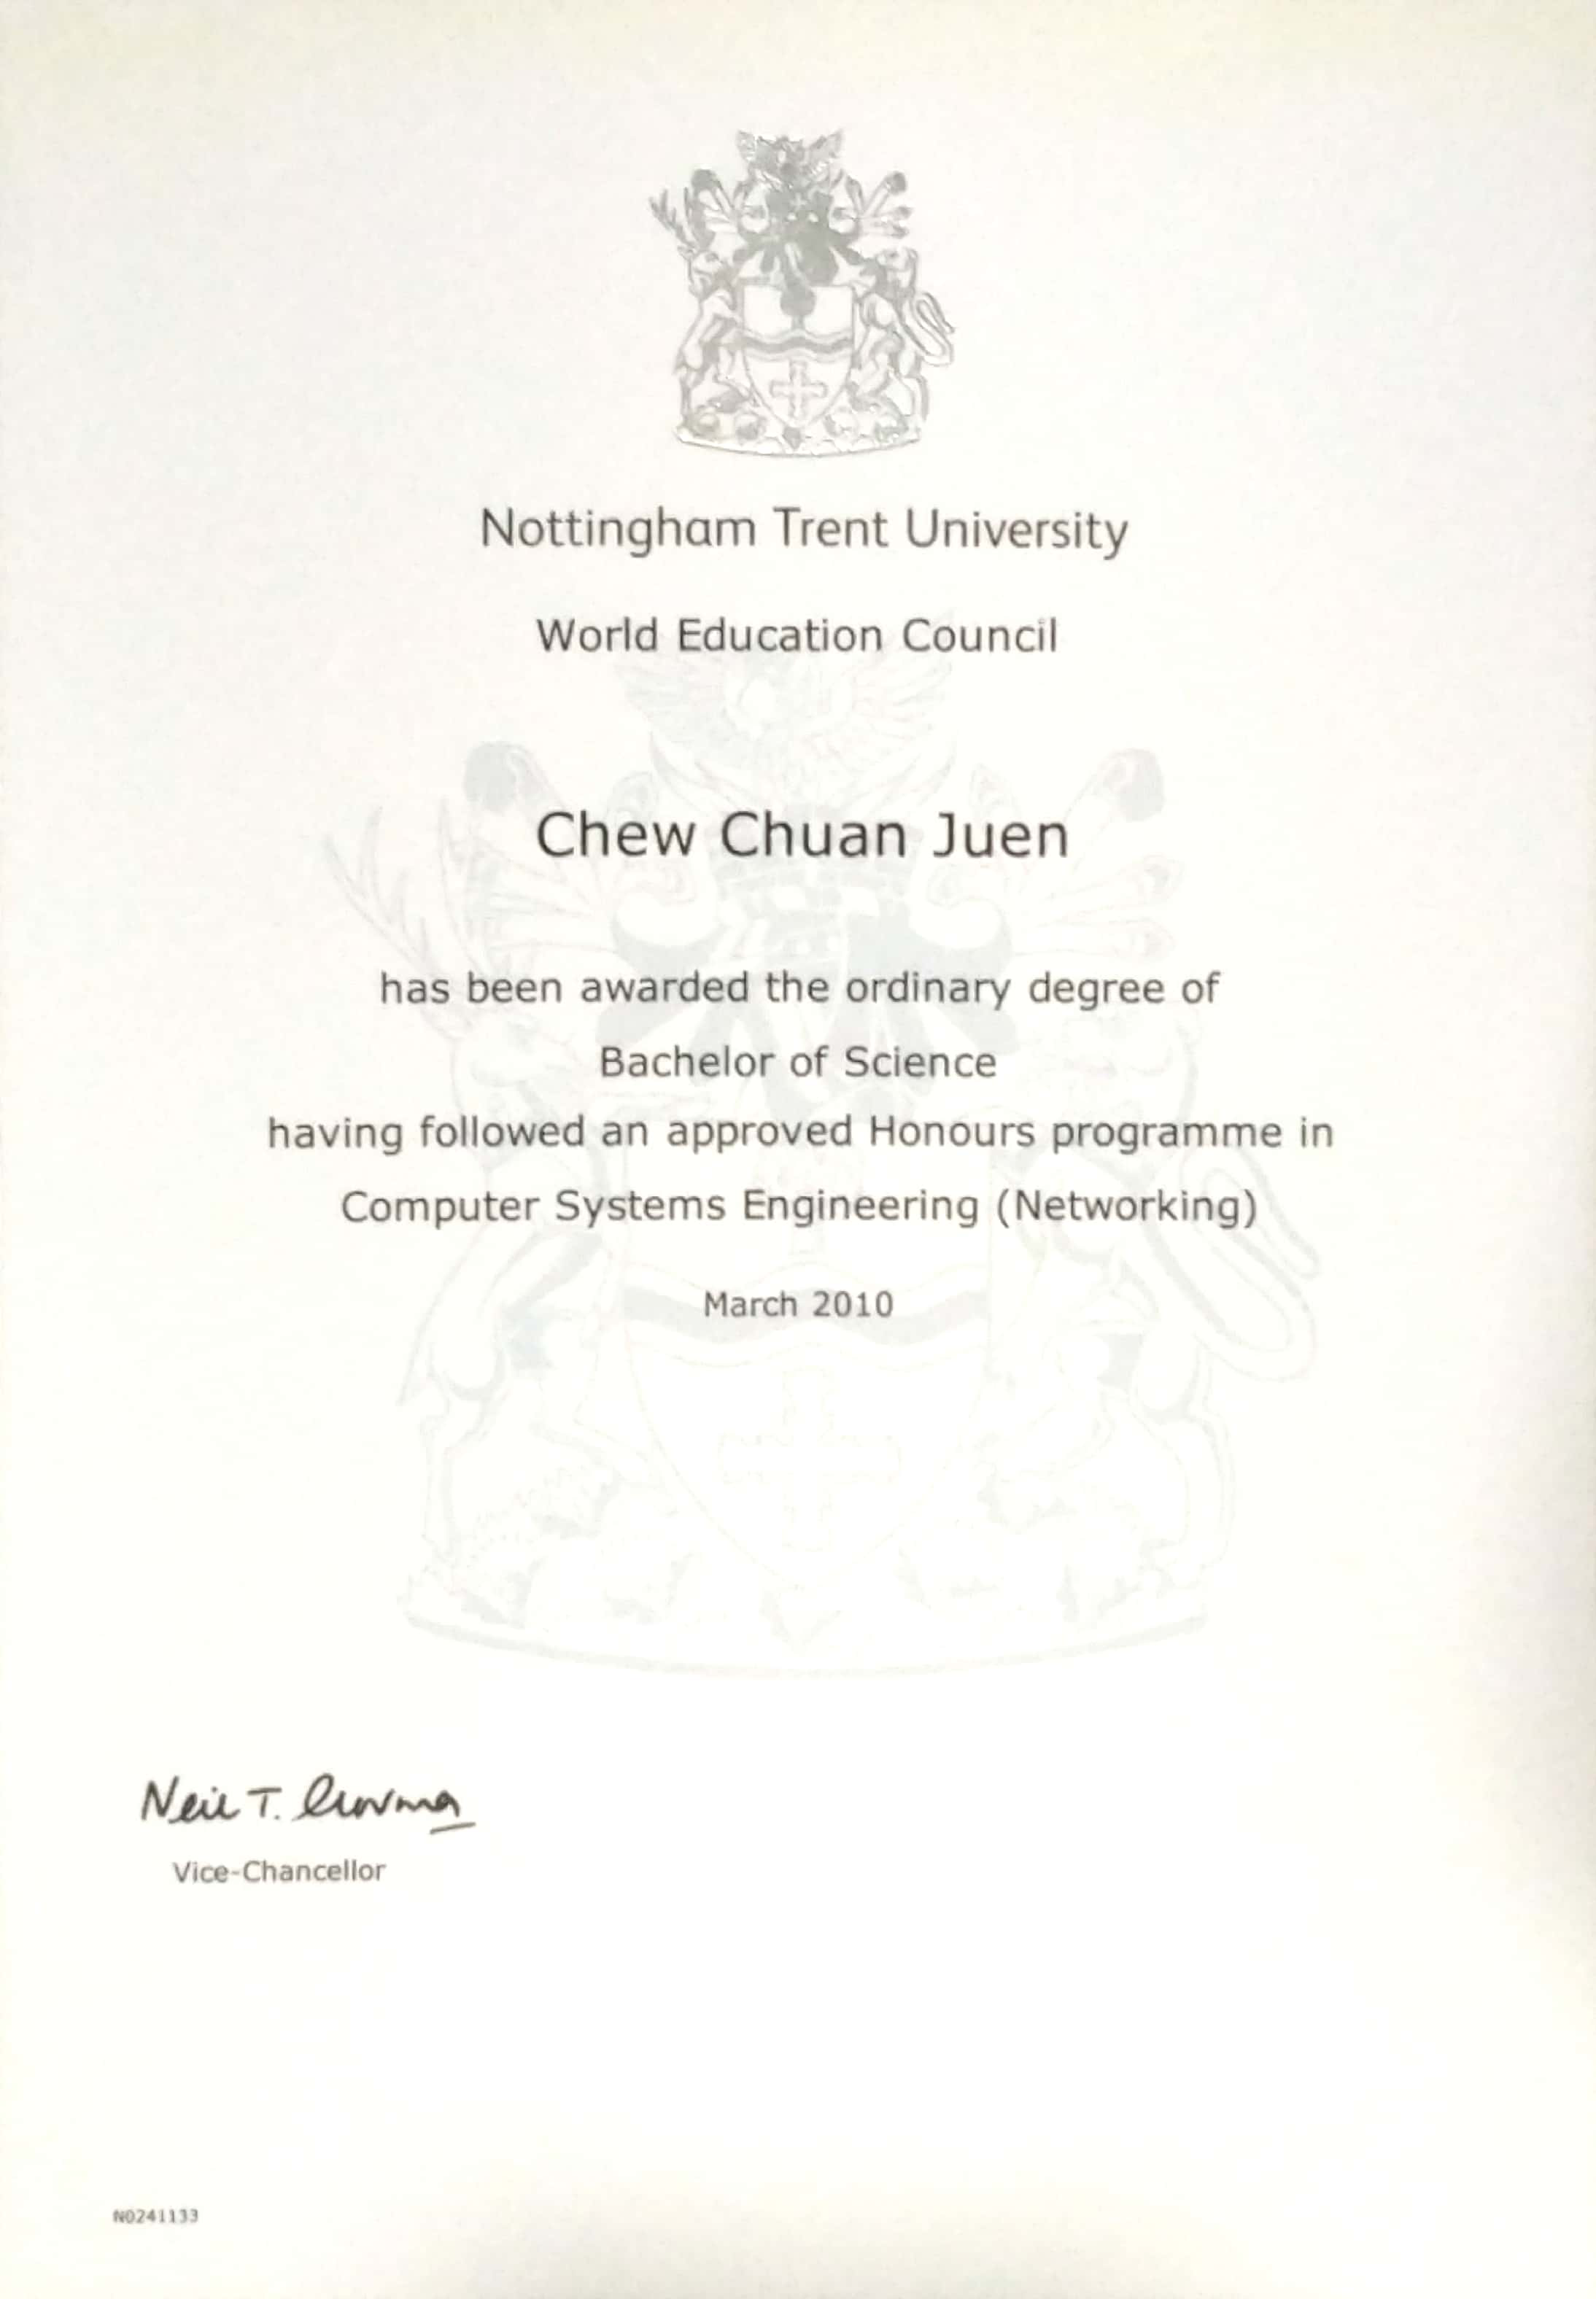 Nottingham Trent University
World Education Council
Chew Chuan Juen
has been awarded the ordinary degree of
Bachelor of Science
having followed an approved Honours programme in
Computer Systems Engineering (Networking)
March 2010
Neil T. Gorman
Vice-Chancellor
N0241133